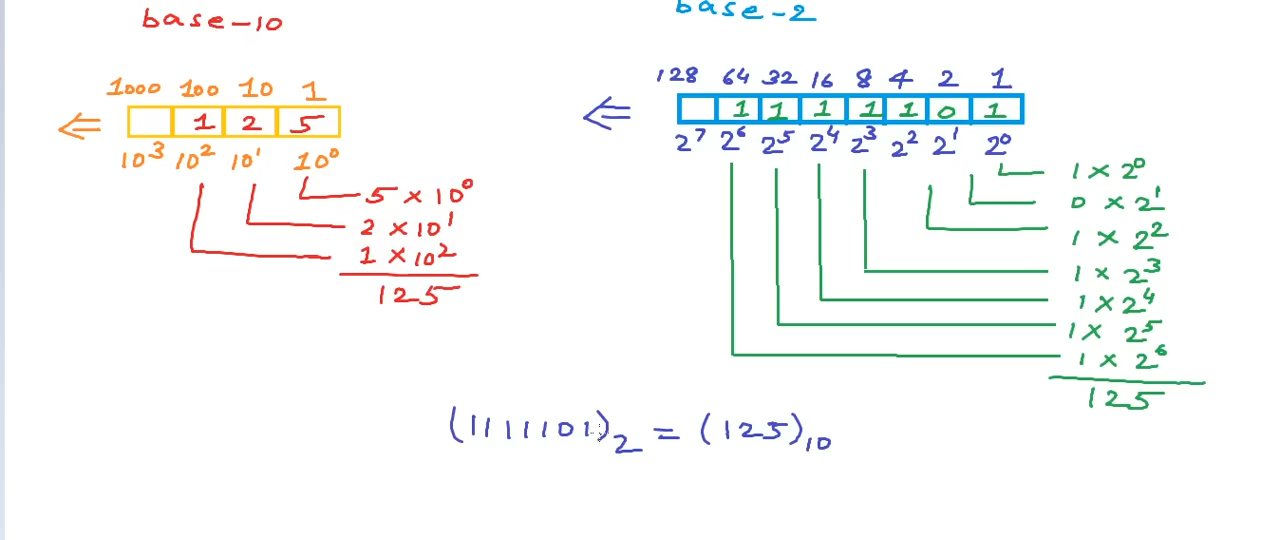 base-10
1000 100 10 1
1 2 5
10³ 10² 10¹ 10⁰
5 × 10⁰
2 × 10¹
1 × 10²
125
base-2
128 64 32 16 8 4 2 1
1 1 1 1 1 0 1
2⁷ 2⁶ 2⁵ 2⁴ 2³ 2² 2¹ 2⁰
1 × 2⁰
0 × 2¹
1 × 2²
1 × 2³
1 × 2⁴
1 × 2⁵
1 × 2⁶
125
(1111101)₂ = (125)₁₀